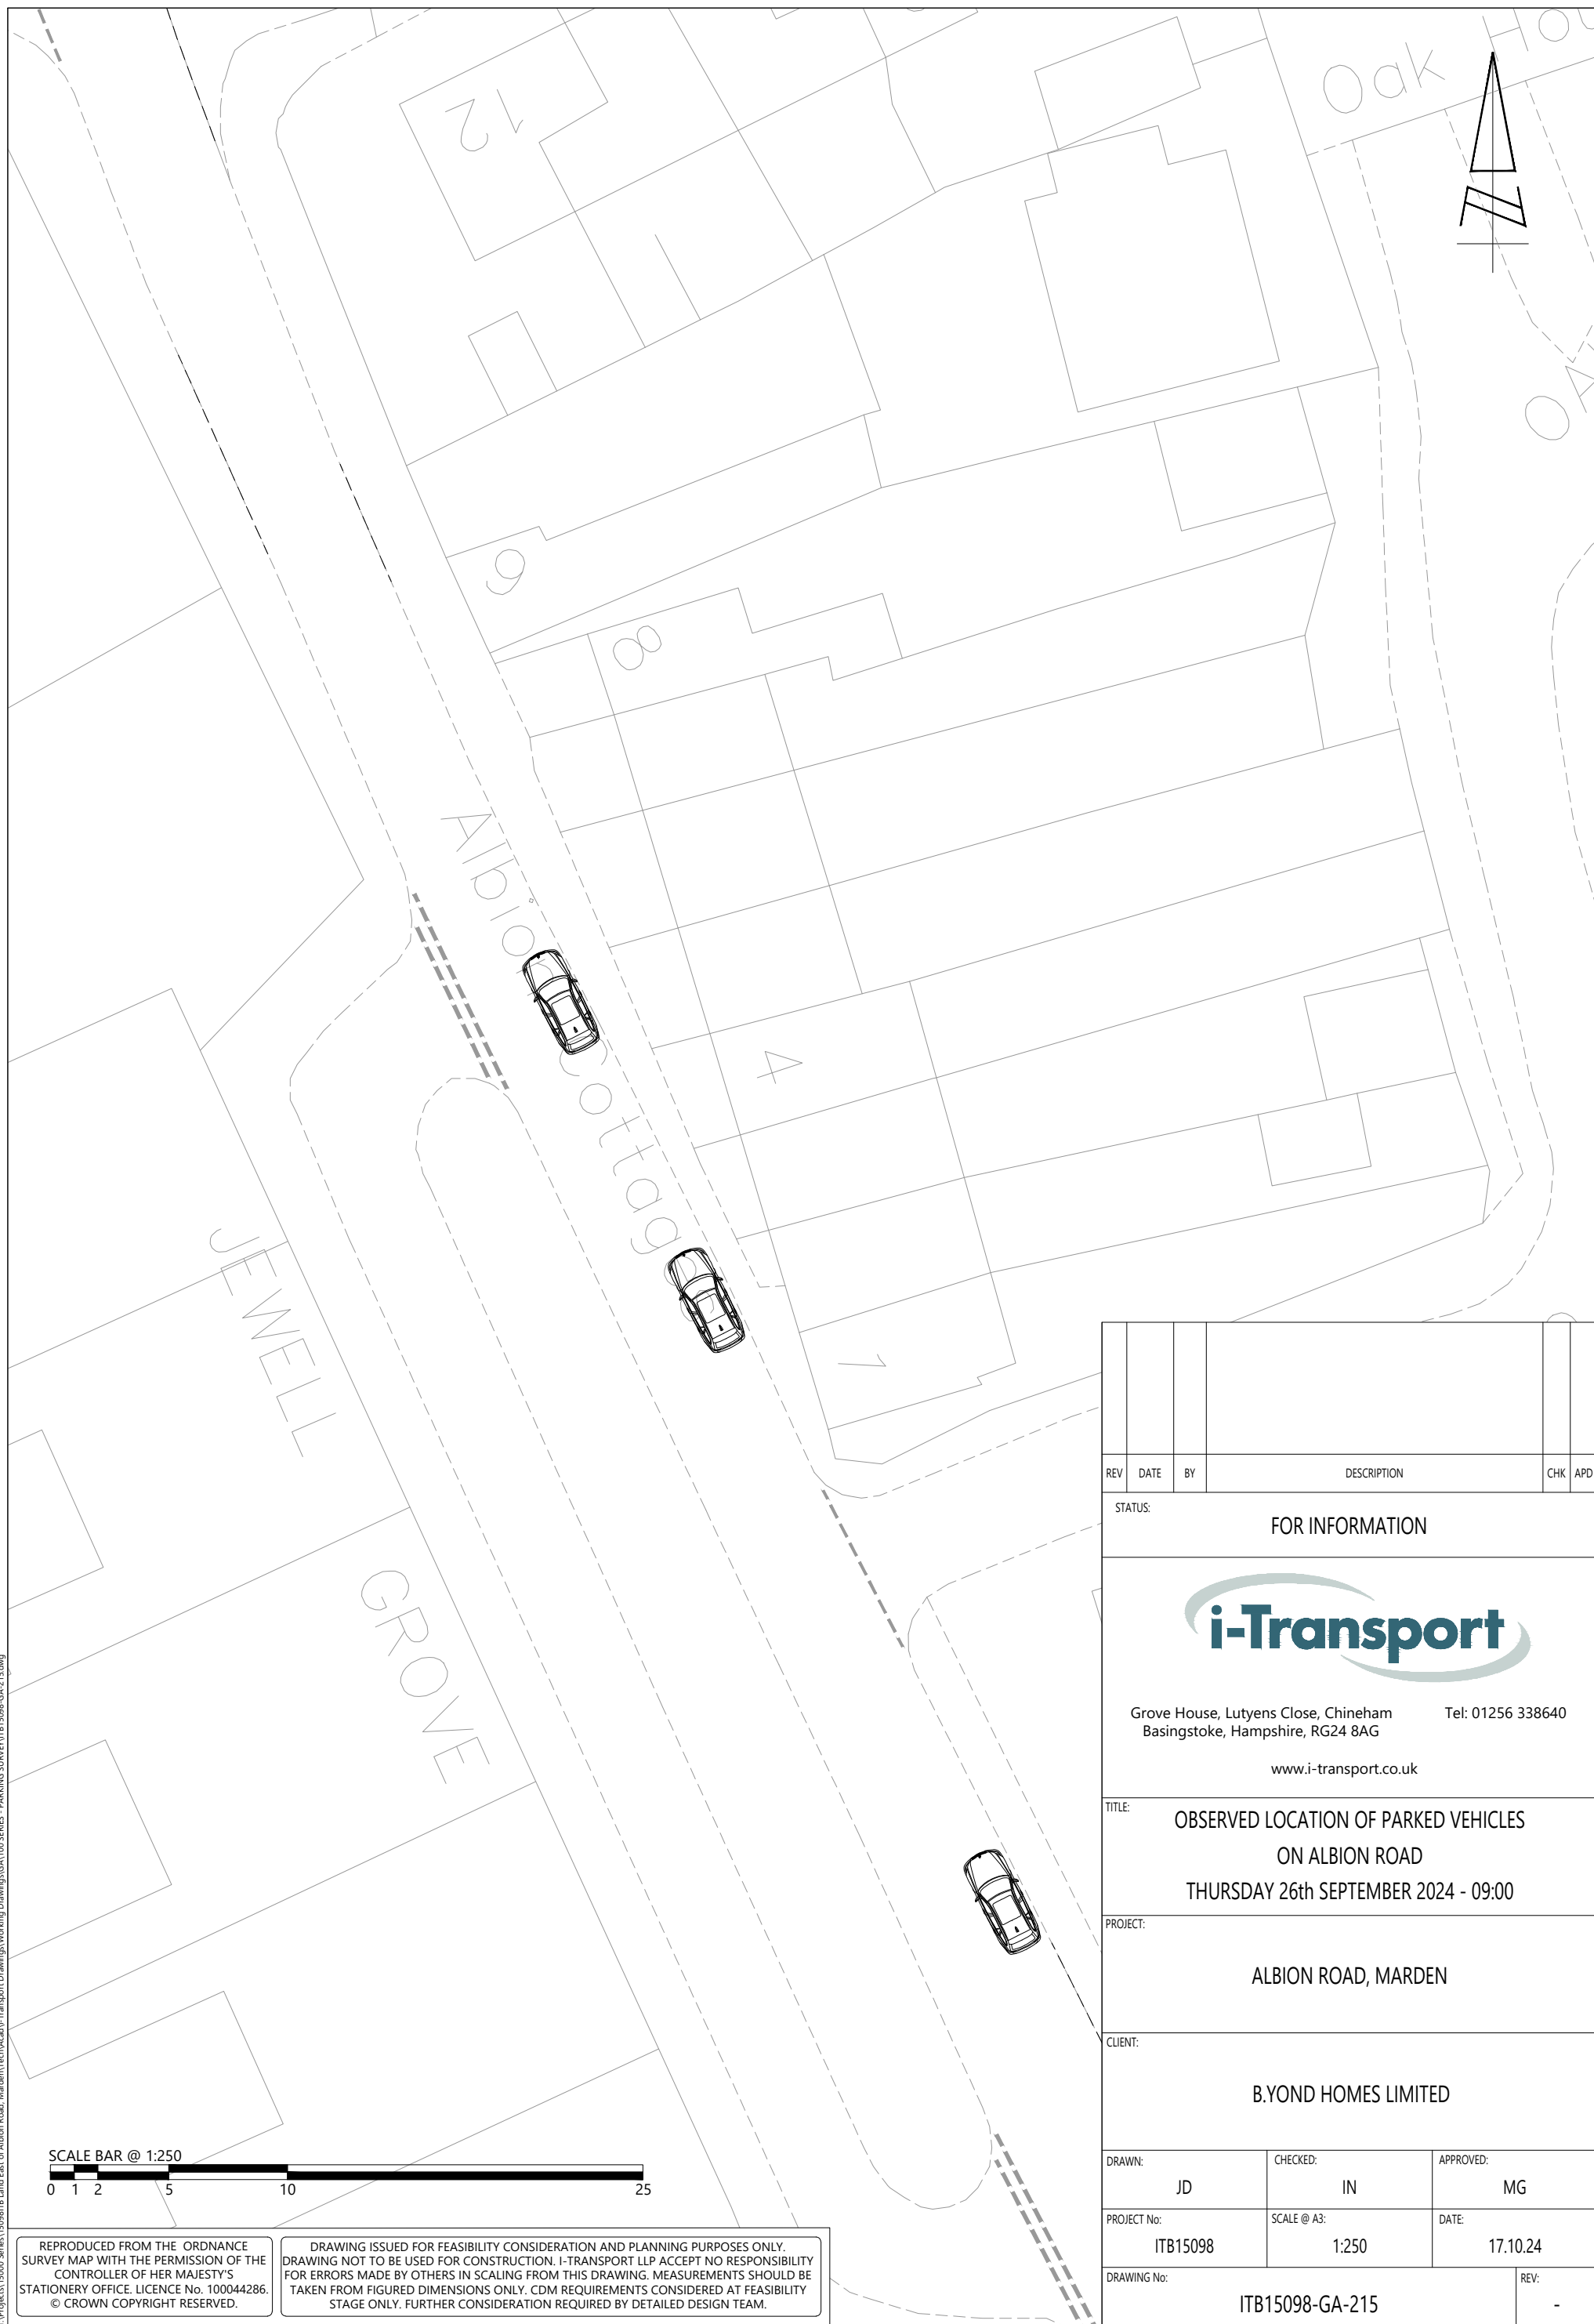 12
Oak
9
8
Albion Cottages
4
1
JEWELL
GROVE
N
REV DATE BY DESCRIPTION CHK APD
STATUS:
FOR INFORMATION
i-Transport
Grove House, Lutyens Close, Chineham Tel: 01256 338640
Basingstoke, Hampshire, RG24 8AG
www.i-transport.co.uk
TITLE:
OBSERVED LOCATION OF PARKED VEHICLES
ON ALBION ROAD
THURSDAY 26th SEPTEMBER 2024 - 09:00
PROJECT:
ALBION ROAD, MARDEN
CLIENT:
B.YOND HOMES LIMITED
DRAWN: CHECKED: APPROVED:
JD IN MG
PROJECT No: SCALE @ A3: DATE:
ITB15098 1:250 17.10.24
DRAWING No: REV:
ITB15098-GA-215 -
SCALE BAR @ 1:250
0 1 2 5 10 25
REPRODUCED FROM THE ORDNANCE
SURVEY MAP WITH THE PERMISSION OF THE
CONTROLLER OF HER MAJESTY'S
STATIONERY OFFICE. LICENCE No. 100044286.
© CROWN COPYRIGHT RESERVED.
DRAWING ISSUED FOR FEASIBILITY CONSIDERATION AND PLANNING PURPOSES ONLY.
DRAWING NOT TO BE USED FOR CONSTRUCTION. I-TRANSPORT LLP ACCEPT NO RESPONSIBILITY
FOR ERRORS MADE BY OTHERS IN SCALING FROM THIS DRAWING. MEASUREMENTS SHOULD BE
TAKEN FROM FIGURED DIMENSIONS ONLY. CDM REQUIREMENTS CONSIDERED AT FEASIBILITY
STAGE ONLY. FURTHER CONSIDERATION REQUIRED BY DETAILED DESIGN TEAM.